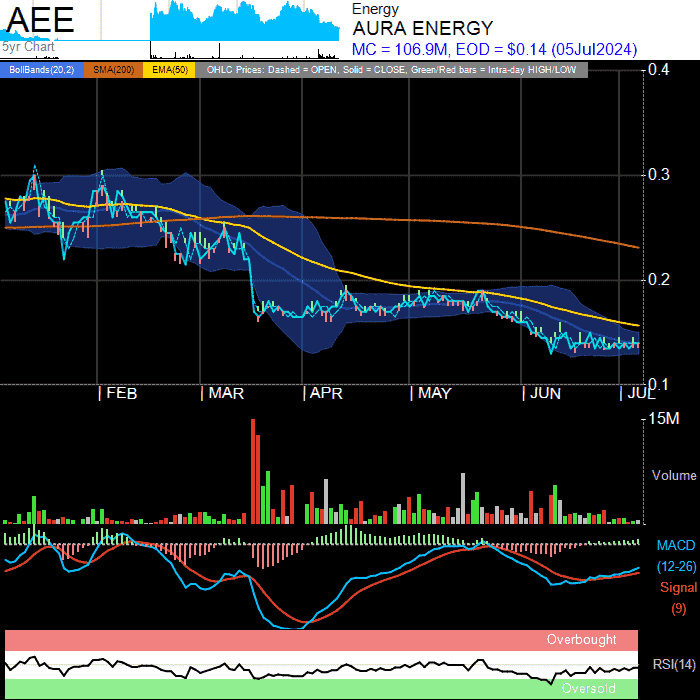 AEE
5yr Chart
Energy
AURA ENERGY
MC = 106.9M, EOD = $0.14 (05Jul2024)
BollBands(20,2) SMA(200) EMA(50) OHLC Prices: Dashed = OPEN, Solid = CLOSE, Green/Red bars = Intra-day HIGH/LOW
0.4
0.3
0.2
0.1
FEB MAR APR MAY JUN JUL
15M
Volume
MACD
(12-26)
Signal
(9)
Overbought
RSI(14)
Oversold